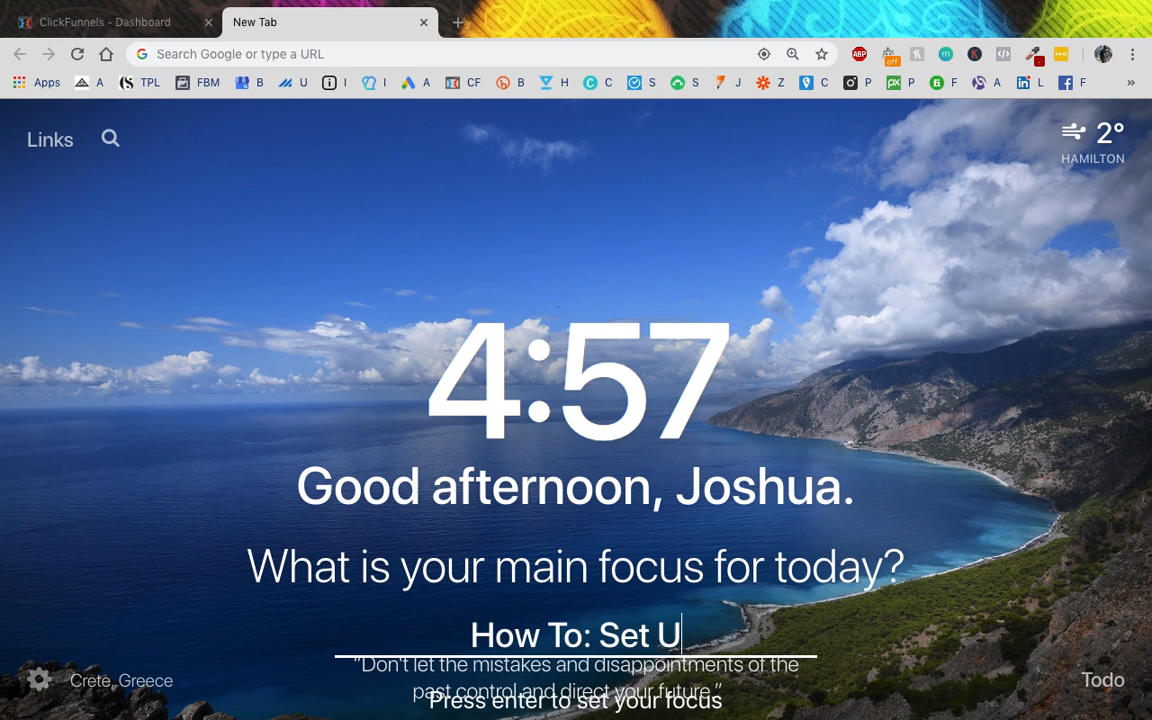 ClickFunnels - Dashboard
New Tab
Search Google or type a URL
ABP
off
Apps A TPL FBM B U I I A CF B H C S S J Z C P P F A L F »
Links
2°
HAMILTON
4:57
Good afternoon, Joshua.
What is your main focus for today?
How To: Set U
"Don't let the mistakes and disappointments of the
past control and direct your future."
Press enter to set your focus
Crete, Greece
Todo